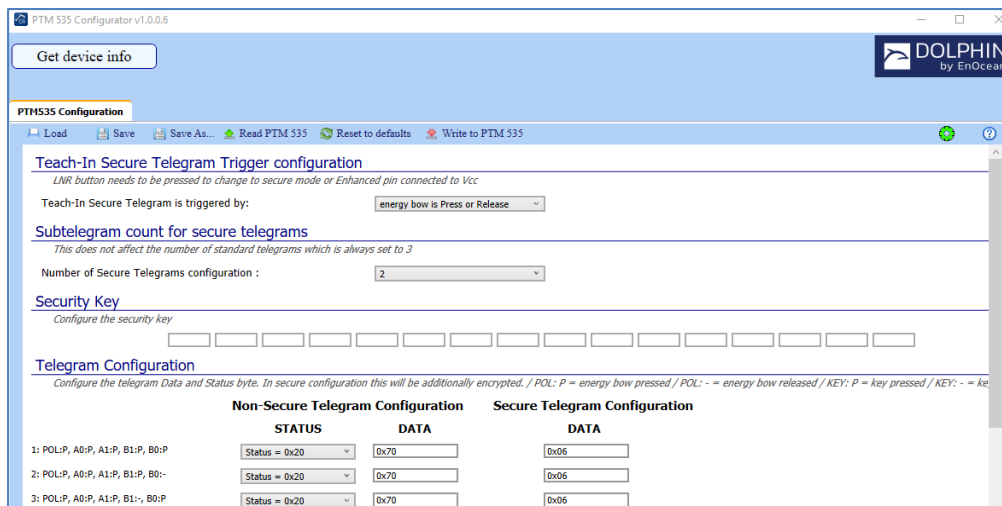 PTM 535 Configurator v1.0.0.6
Get device info
DOLPHIN
by EnOcean
PTM535 Configuration
Load Save Save As... Read PTM 535 Reset to defaults Write to PTM 535
Teach-In Secure Telegram Trigger configuration
LNR button needs to be pressed to change to secure mode or Enhanced pin connected to Vcc
Teach-In Secure Telegram is triggered by: energy bow is Press or Release
Subtelegram count for secure telegrams
This does not affect the number of standard telegrams which is always set to 3
Number of Secure Telegrams configuration : 2
Security Key
Configure the security key
Telegram Configuration
Configure the telegram Data and Status byte. In secure configuration this will be additionally encrypted. / POL: P = energy bow pressed / POL: - = energy bow released / KEY: P = key pressed / KEY: - =
Non-Secure Telegram Configuration Secure Telegram Configuration
STATUS DATA DATA
1: POL:P, A0:P, A1:P, B1:P, B0:P Status = 0x20 0x70 0x06
2: POL:P, A0:P, A1:P, B1:P, B0:- Status = 0x20 0x70 0x06
3: POL:P, A0:P, A1:P, B1:-, B0:P Status = 0x20 0x70 0x06